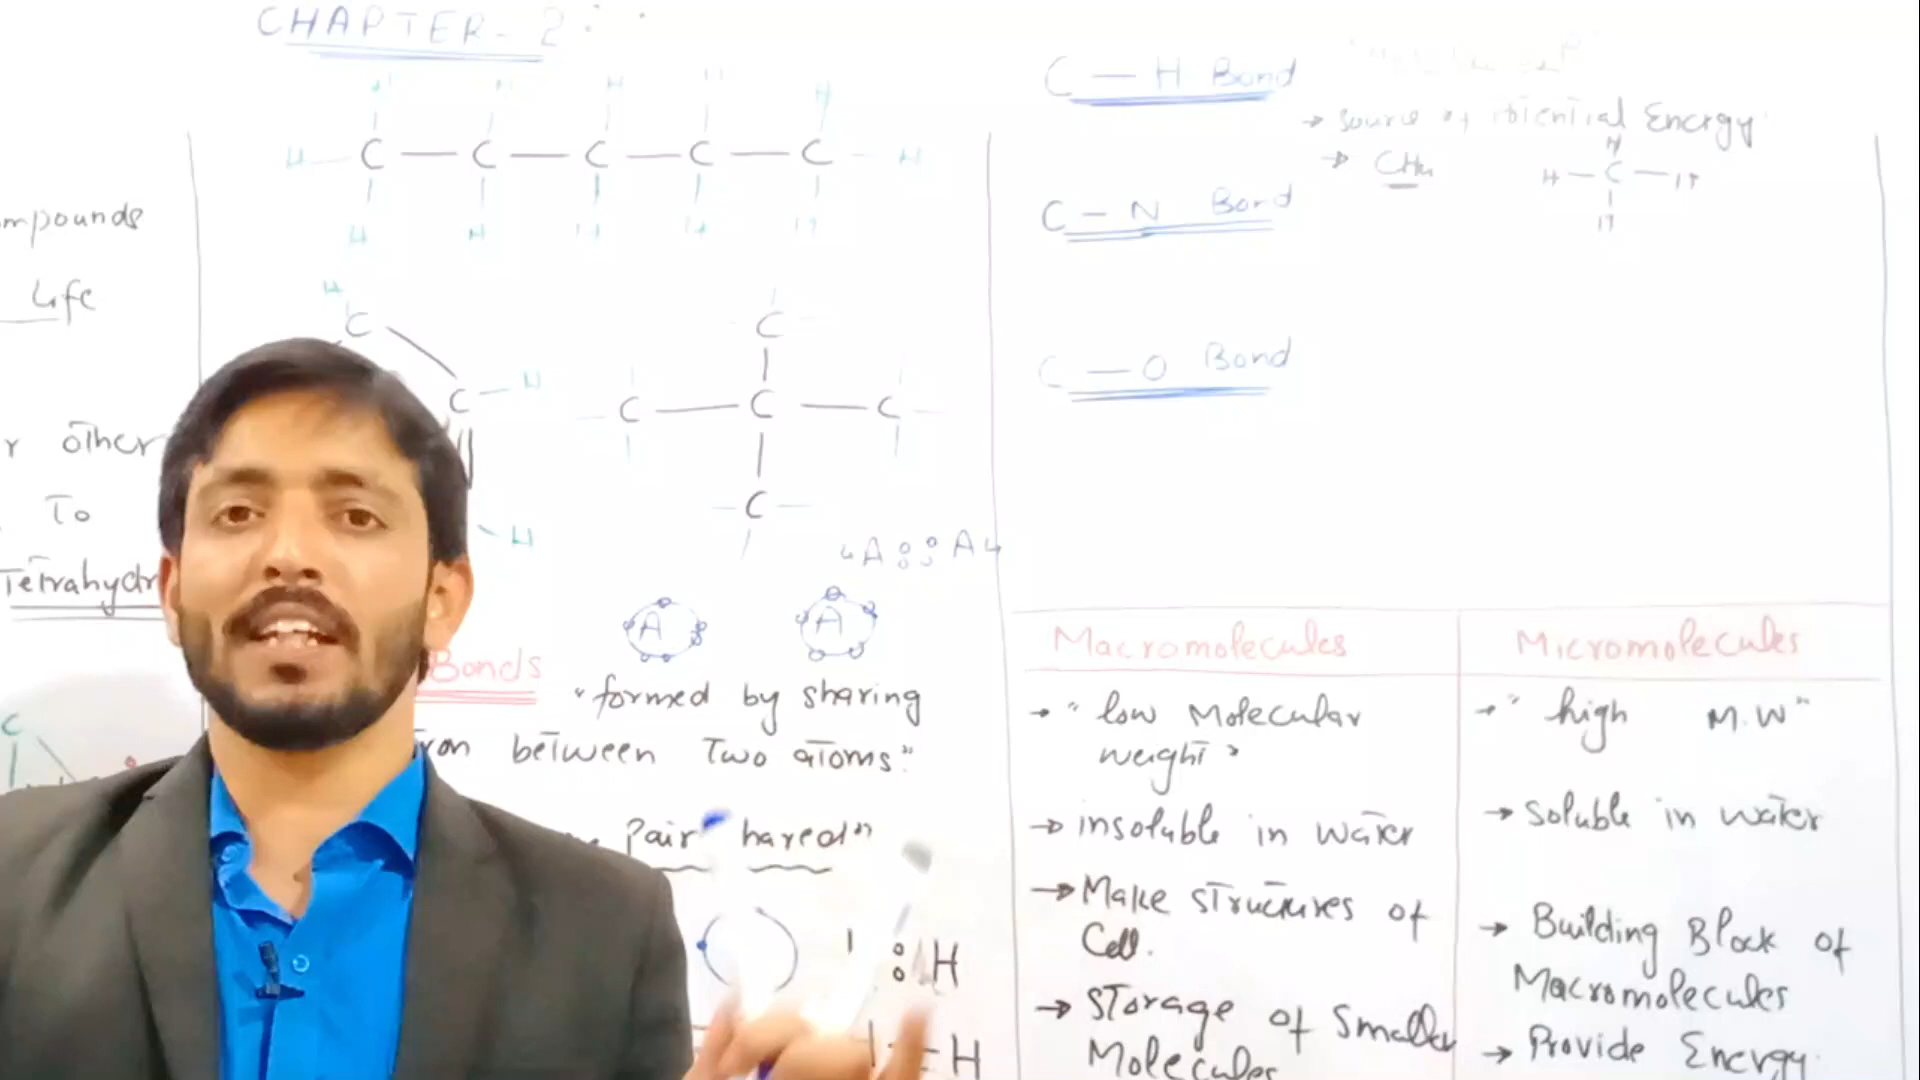 CHAPTER - 2
H H H H H
H — C — C — C — C — C — H
H H H H H
mpounds
Life
r other
To
Tetrahydr
H
C
C — H
H
C
C — C — C
C
A A
A A
Bonds
"formed by sharing
ron between Two atoms."
Pair hared"
H
— H
C
C — H Bond
→ Source of Potential Energy
→ CH₄
H
H — C — H
H
C — N Bond
C — O Bond
Macromolecules
→ "low Molecular
weight"
→ insoluble in water
→ Make structures of
Cell.
→ Storage of Smaller
Molecules
Micromolecules
→ "high M.W"
→ Soluble in water
→ Building Block of
Macromolecules
→ Provide Energy.